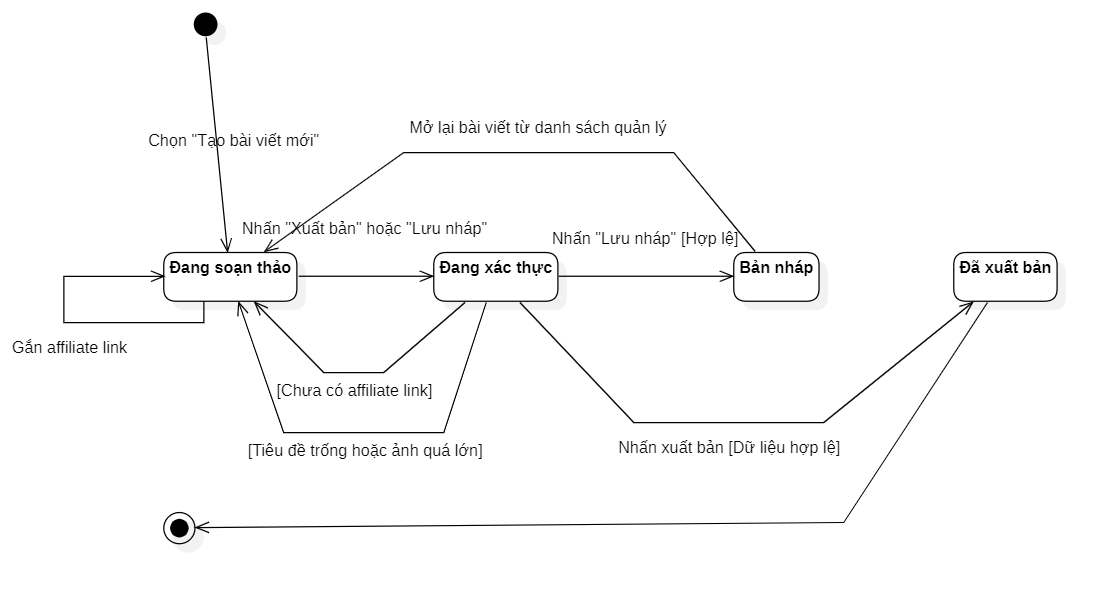 Chọn "Tạo bài viết mới"
Mở lại bài viết từ danh sách quản lý
Nhấn "Xuất bản" hoặc "Lưu nháp"
Nhấn "Lưu nháp" [Hợp lệ]
Đang soạn thảo
Đang xác thực
Bản nháp
Đã xuất bản
Gắn affiliate link
[Chưa có affiliate link]
[Tiêu đề trống hoặc ảnh quá lớn]
Nhấn xuất bản [Dữ liệu hợp lệ]